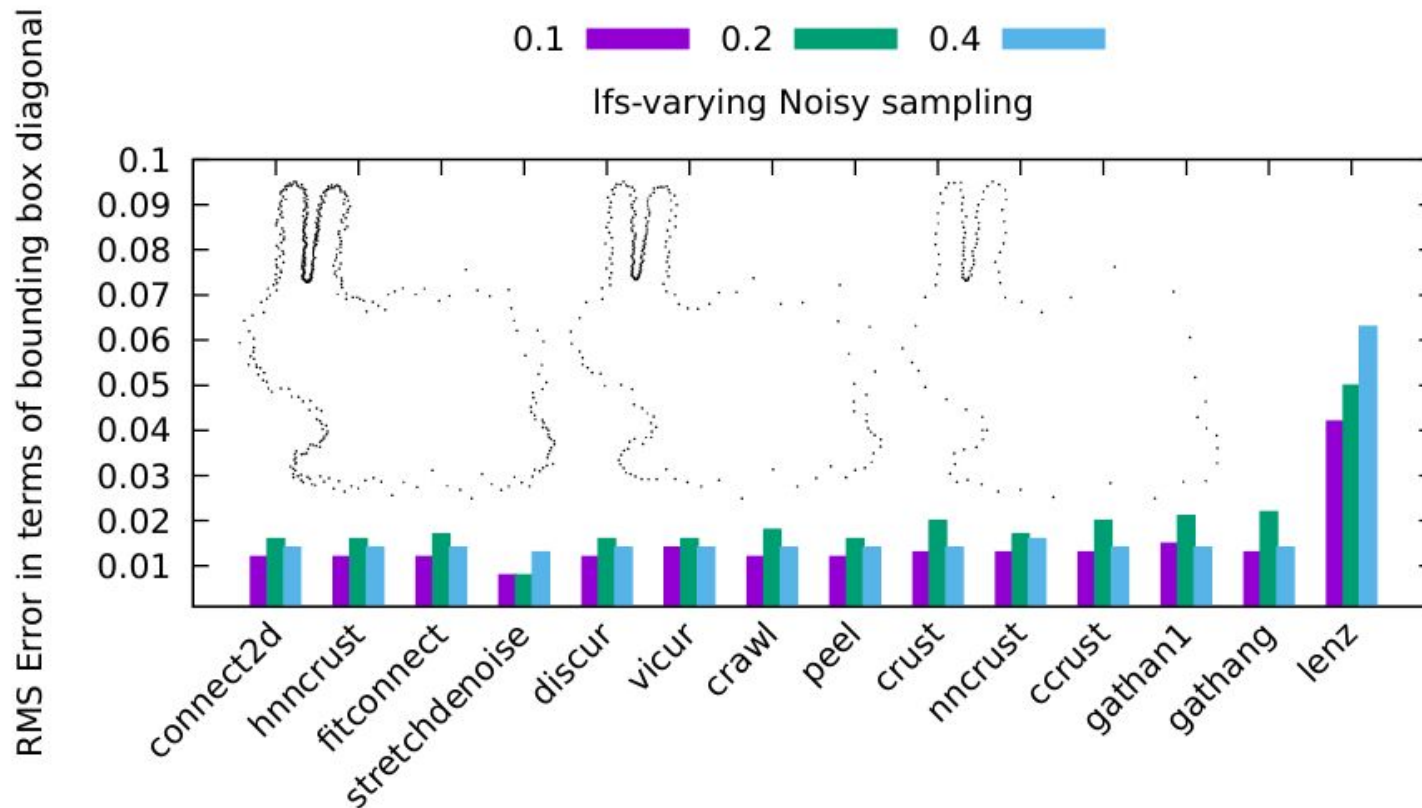 0.1 0.2 0.4
lfs-varying Noisy sampling
RMS Error in terms of bounding box diagonal
0.1
0.09
0.08
0.07
0.06
0.05
0.04
0.03
0.02
0.01
connect2d
hnncrust
fitconnect
stretchdenoise
discur
vicur
crawl
peel
crust
nncrust
ccrust
gathan1
gathang
lenz